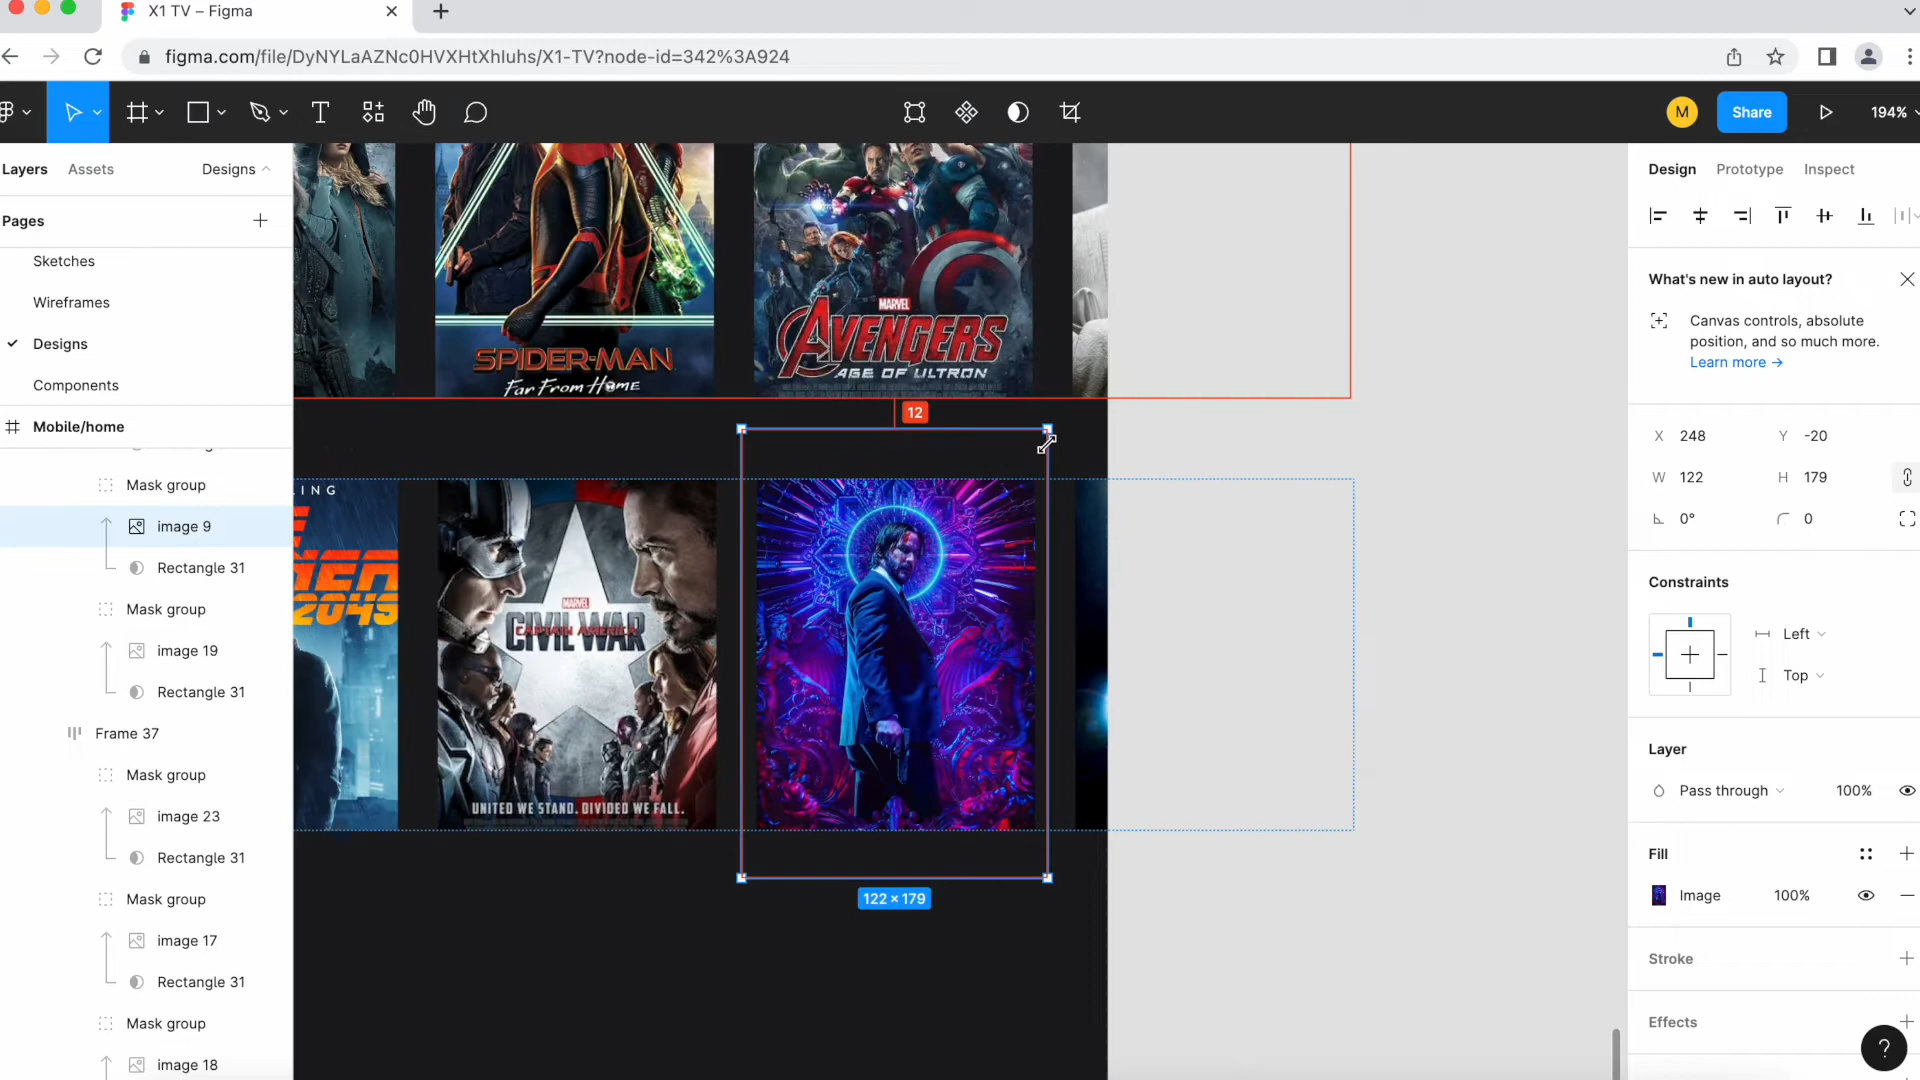 X1 TV – Figma
figma.com/file/DyNYLaAZNc0HVXHtXhIuhs/X1-TV?node-id=342%3A924
M
Share
194%
Layers
Assets
Designs
Pages
Sketches
Wireframes
Designs
Components
Mobile/home
Mask group
image 9
Rectangle 31
Mask group
image 19
Rectangle 31
Frame 37
Mask group
image 23
Rectangle 31
Mask group
image 17
Rectangle 31
Mask group
image 18
SPIDER-MAN
Far From Home
MARVEL
AVENGERS
AGE OF ULTRON
12
LING
2049
MARVEL
CAPTAIN AMERICA
CIVIL WAR
UNITED WE STAND. DIVIDED WE FALL.
122 × 179
Design
Prototype
Inspect
What's new in auto layout?
Canvas controls, absolute
position, and so much more.
Learn more →
X 248
Y -20
W 122
H 179
0°
0
Constraints
Left
Top
Layer
Pass through
100%
Fill
Image
100%
Stroke
Effects
?